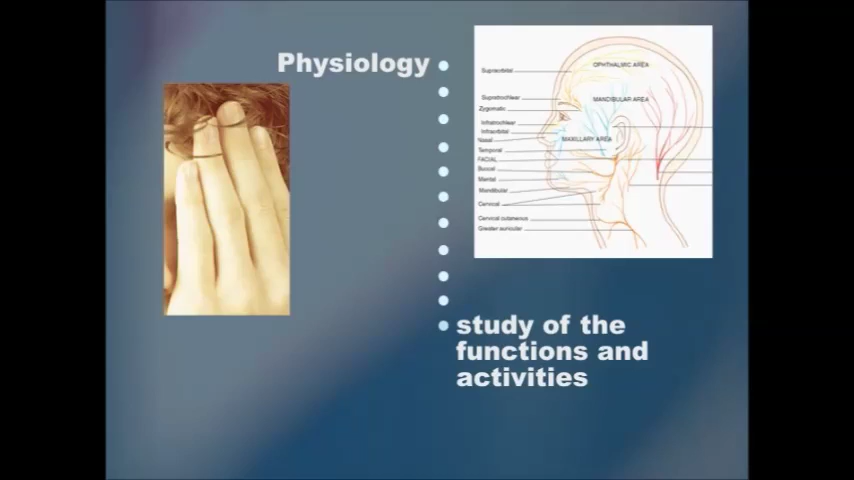 Physiology
OPHTHALMIC AREA
Supraorbital
MANDIBULAR AREA
Supratrochlear
Zygomatic
Infratrochlear
Infraorbital
Nasal
MAXILLARY AREA
Temporal
FACIAL
Buccal
Mental
Mandibular
Cervical
Cervical cutaneous
Greater auricular
study of the
functions and
activities